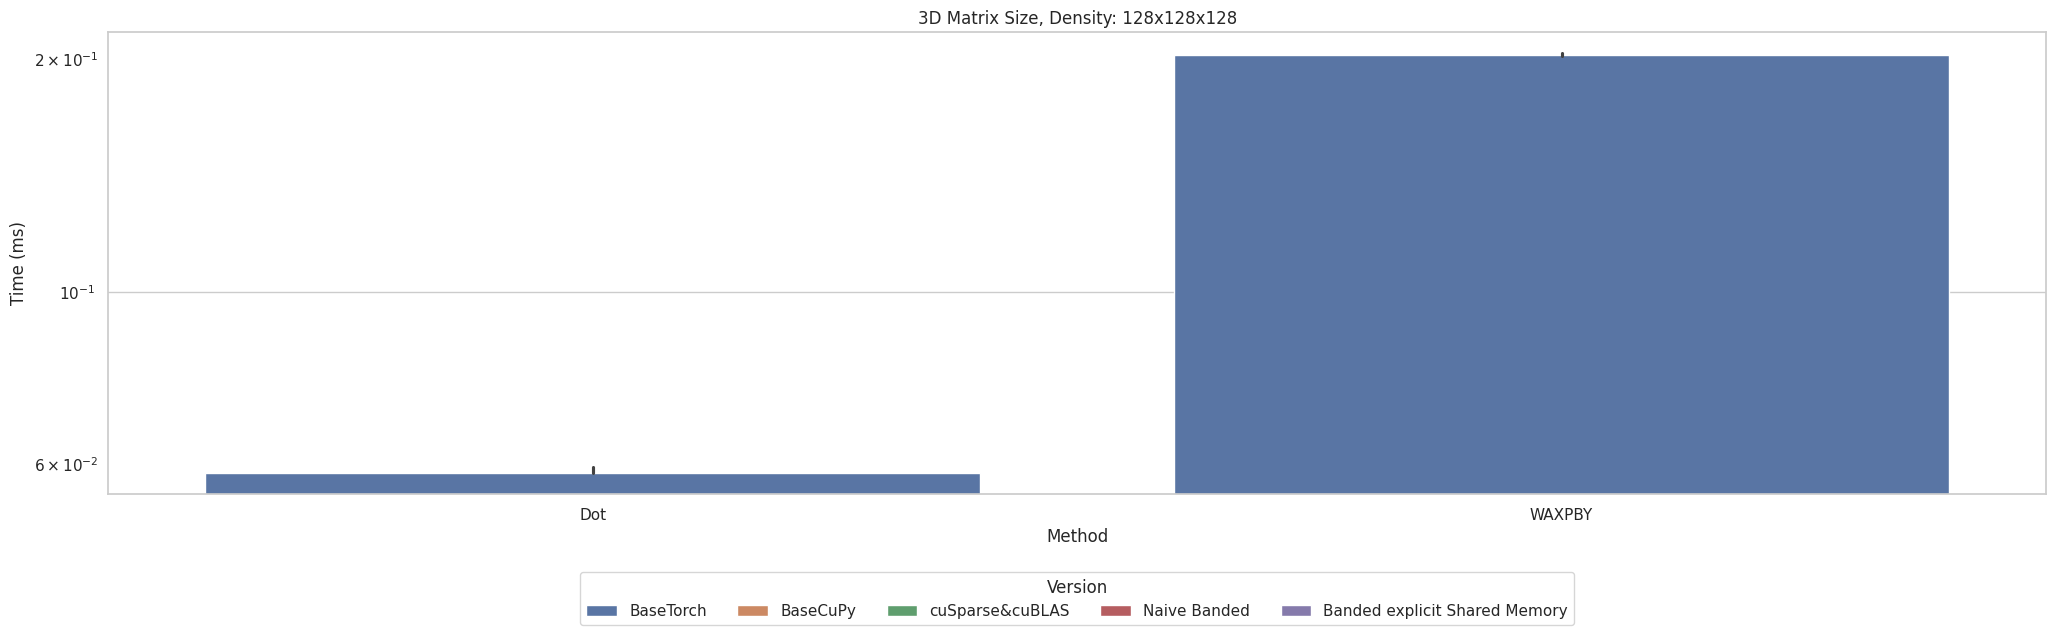 3D Matrix Size, Density: 128x128x128
2 × 10⁻¹
10⁻¹
6 × 10⁻²
Time (ms)
Dot
WAXPBY
Method
Version
BaseTorch
BaseCuPy
cuSparse&cuBLAS
Naive Banded
Banded explicit Shared Memory